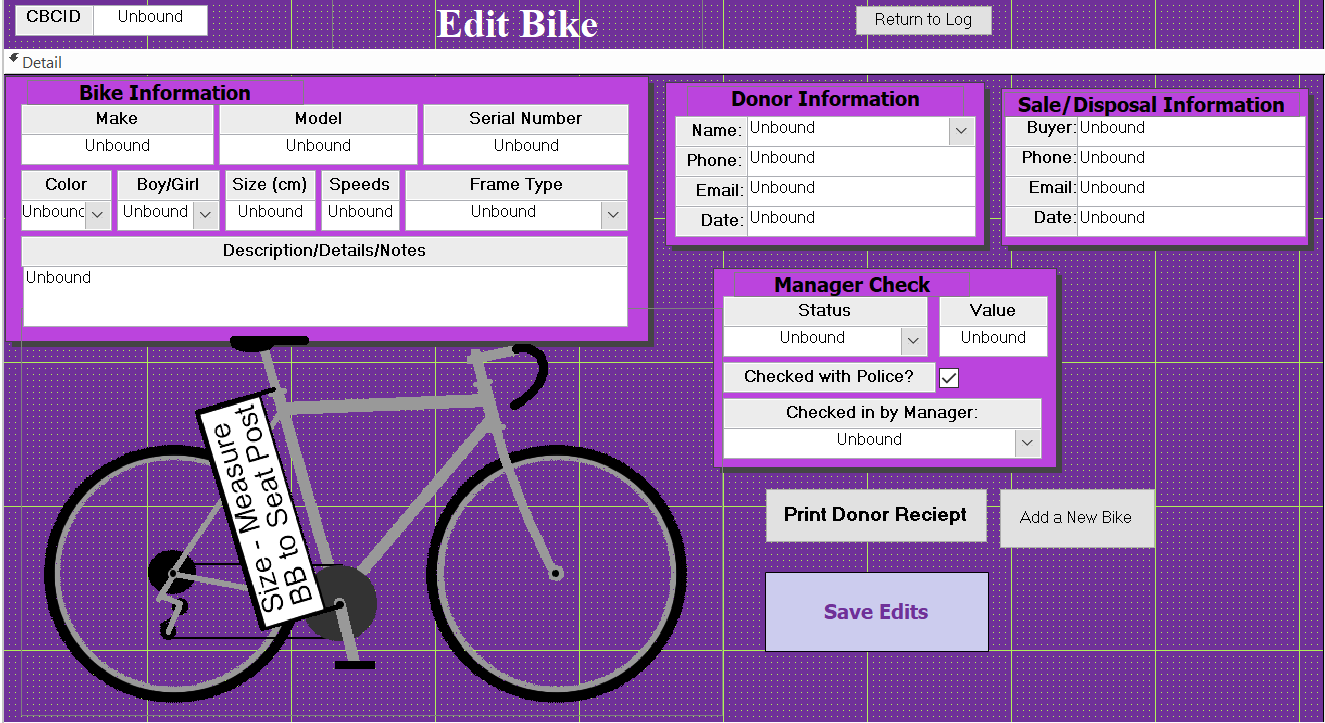 CBCID Unbound
Edit Bike
Return to Log
Detail
Bike Information
Make Model Serial Number
Unbound Unbound Unbound
Color Boy/Girl Size (cm) Speeds Frame Type
Unbound Unbound Unbound Unbound Unbound
Description/Details/Notes
Unbound
Donor Information
Name: Unbound
Phone: Unbound
Email: Unbound
Date: Unbound
Sale/Disposal Information
Buyer: Unbound
Phone: Unbound
Email: Unbound
Date: Unbound
Manager Check
Status Value
Unbound Unbound
Checked with Police?
Checked in by Manager:
Unbound
Size - Measure
BB to Seat Post
Print Donor Reciept
Add a New Bike
Save Edits